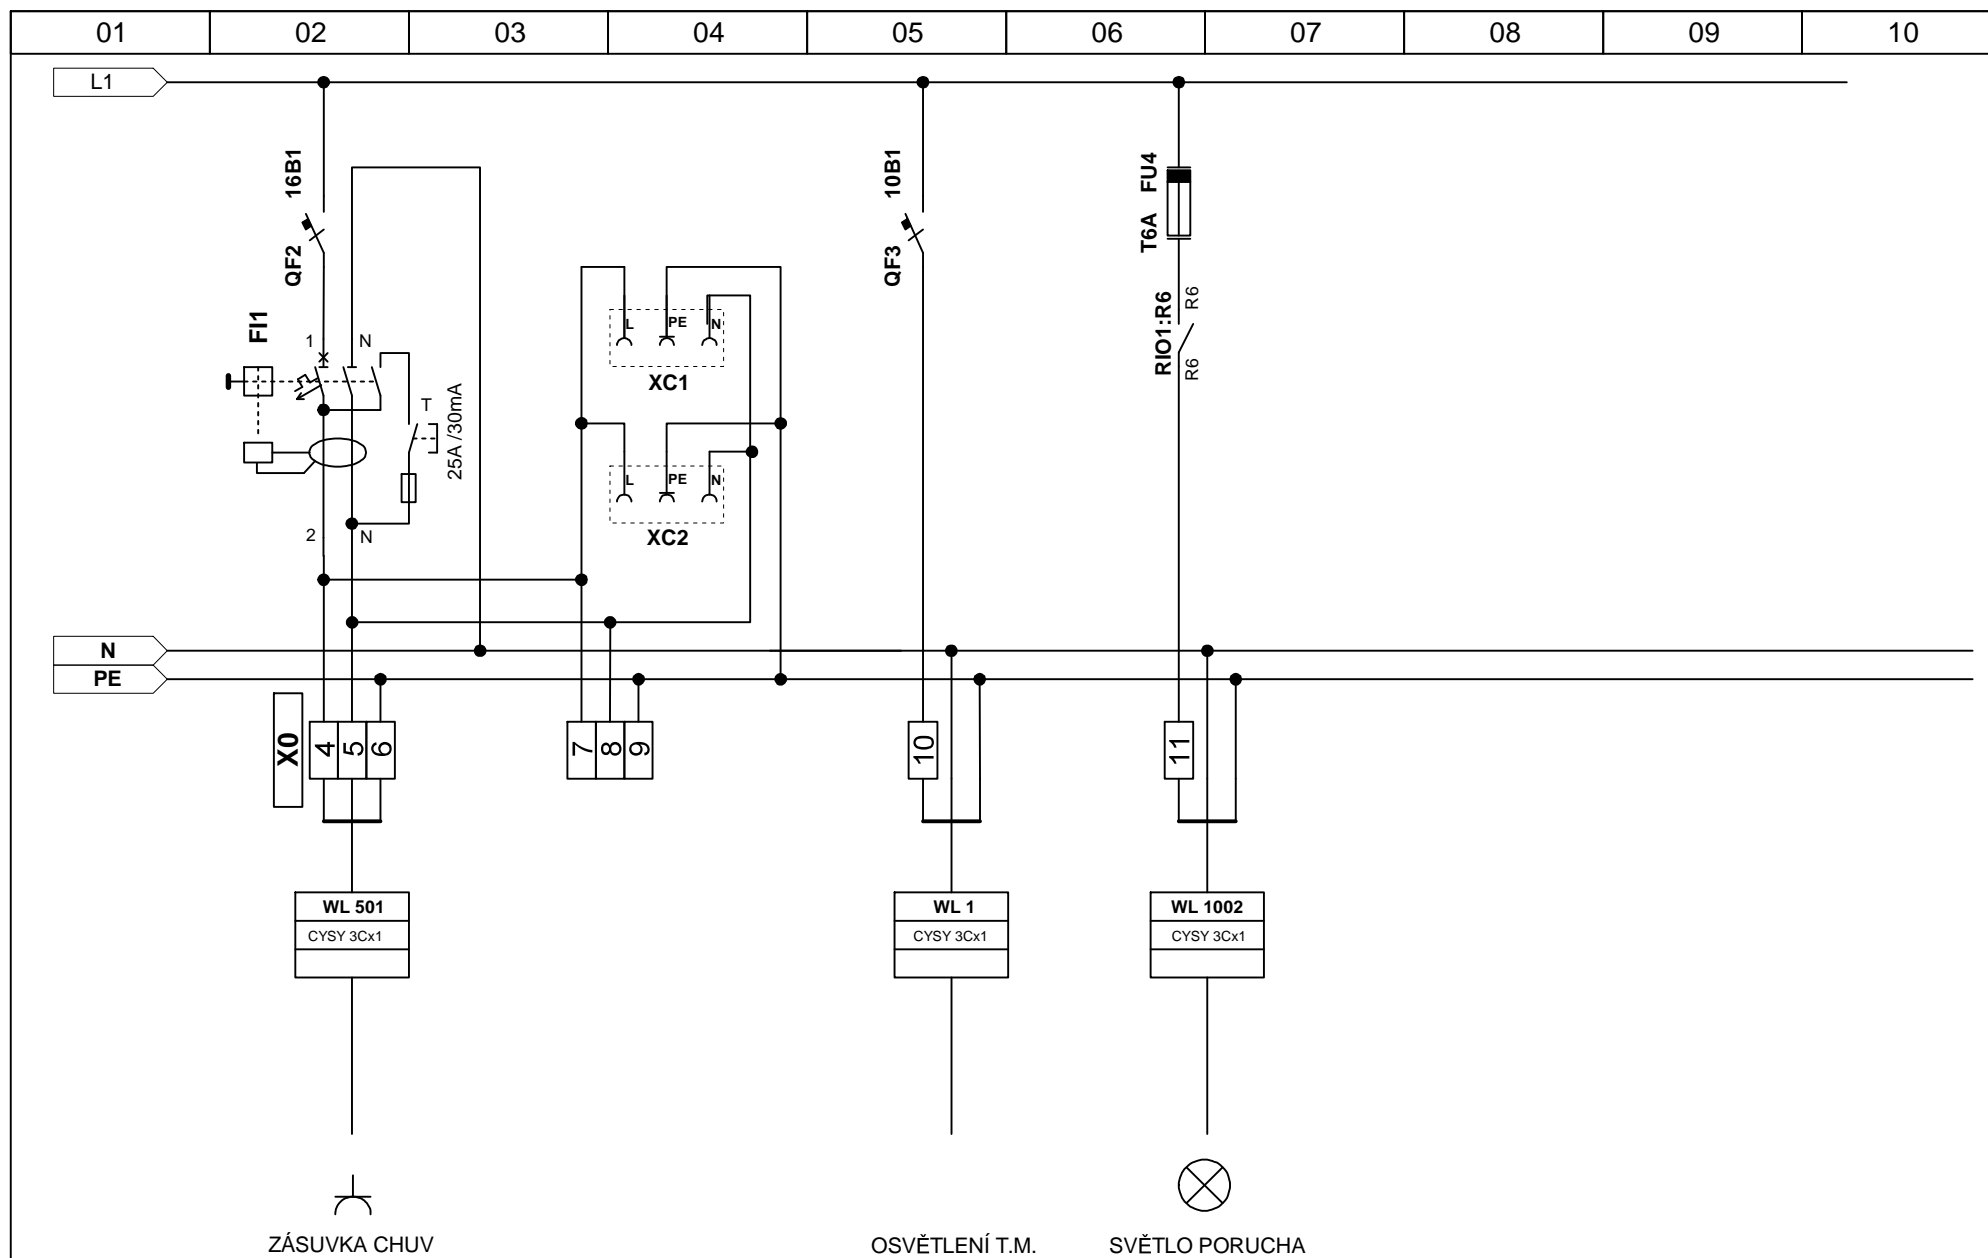 01 02 03 04 05 06 07 08 09 10
L1
16B1
QF2
FI1
1
N
T
25A /30mA
2
N
L PE N
XC1
L PE N
XC2
10B1
QF3
T6A FU4
RIO1:R6
R6
R6
N
PE
X0
4 5 6
7 8 9
10
11
WL 501
CYSY 3Cx1
WL 1
CYSY 3Cx1
WL 1002
CYSY 3Cx1
ZÁSUVKA CHUV
OSVĚTLENÍ T.M.
SVĚTLO PORUCHA